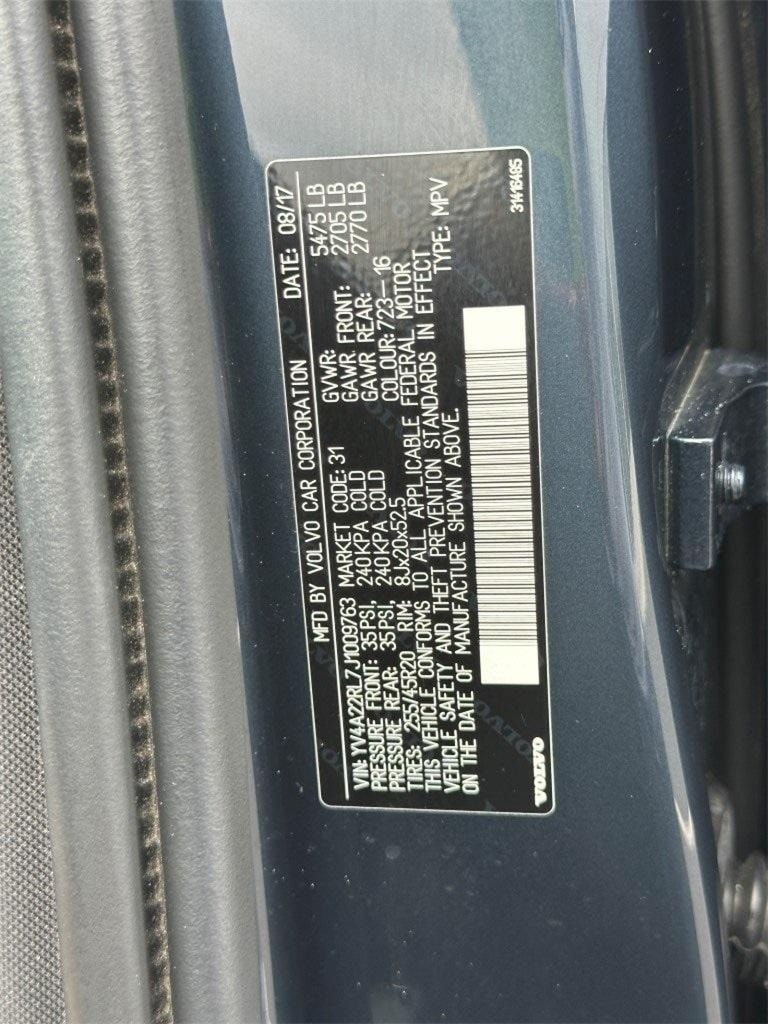 MFD BY VOLVO CAR CORPORATION DATE: 08/17
VIN: YV4A22RL7J1009763 MARKET CODE: 31 GVWR: 5475 LB
PRESSURE FRONT: 35PSI, 240KPA COLD GAWR FRONT: 2705 LB
PRESSURE REAR: 35PSI, 240KPA COLD GAWR REAR: 2770 LB
TIRES: 255/45R20 RIM: 8Jx20x52.5 COLOUR: 723–16
THIS VEHICLE CONFORMS TO ALL APPLICABLE FEDERAL MOTOR
VEHICLE SAFETY AND THEFT PREVENTION STANDARDS IN EFFECT
ON THE DATE OF MANUFACTURE SHOWN ABOVE. TYPE: MPV
VOLVO 31416485